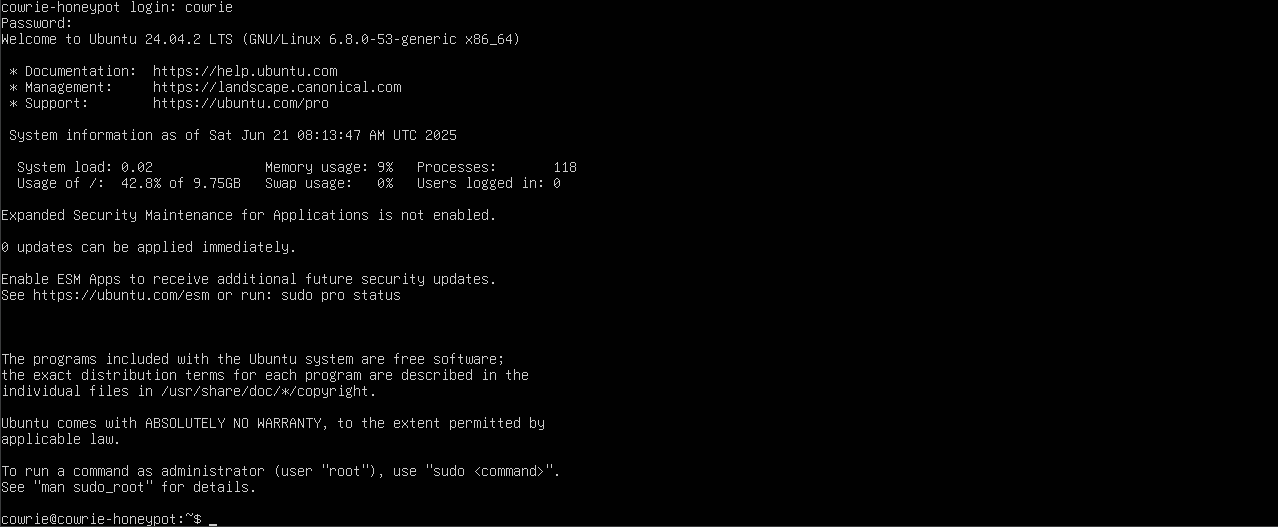 cowrie-honeypot login: cowrie
Password:
Welcome to Ubuntu 24.04.2 LTS (GNU/Linux 6.8.0-53-generic x86_64)
* Documentation:  https://help.ubuntu.com
* Management:     https://landscape.canonical.com
* Support:        https://ubuntu.com/pro
System information as of Sat Jun 21 08:13:47 AM UTC 2025
System load: 0.02              Memory usage: 9%   Processes:       118
Usage of /:  42.8% of 9.75GB   Swap usage:   0%   Users logged in: 0
Expanded Security Maintenance for Applications is not enabled.
0 updates can be applied immediately.
Enable ESM Apps to receive additional future security updates.
See https://ubuntu.com/esm or run: sudo pro status
The programs included with the Ubuntu system are free software;
the exact distribution terms for each program are described in the
individual files in /usr/share/doc/*/copyright.
Ubuntu comes with ABSOLUTELY NO WARRANTY, to the extent permitted by
applicable law.
To run a command as administrator (user "root"), use "sudo <command>".
See "man sudo_root" for details.
cowrie@cowrie-honeypot:~$ _